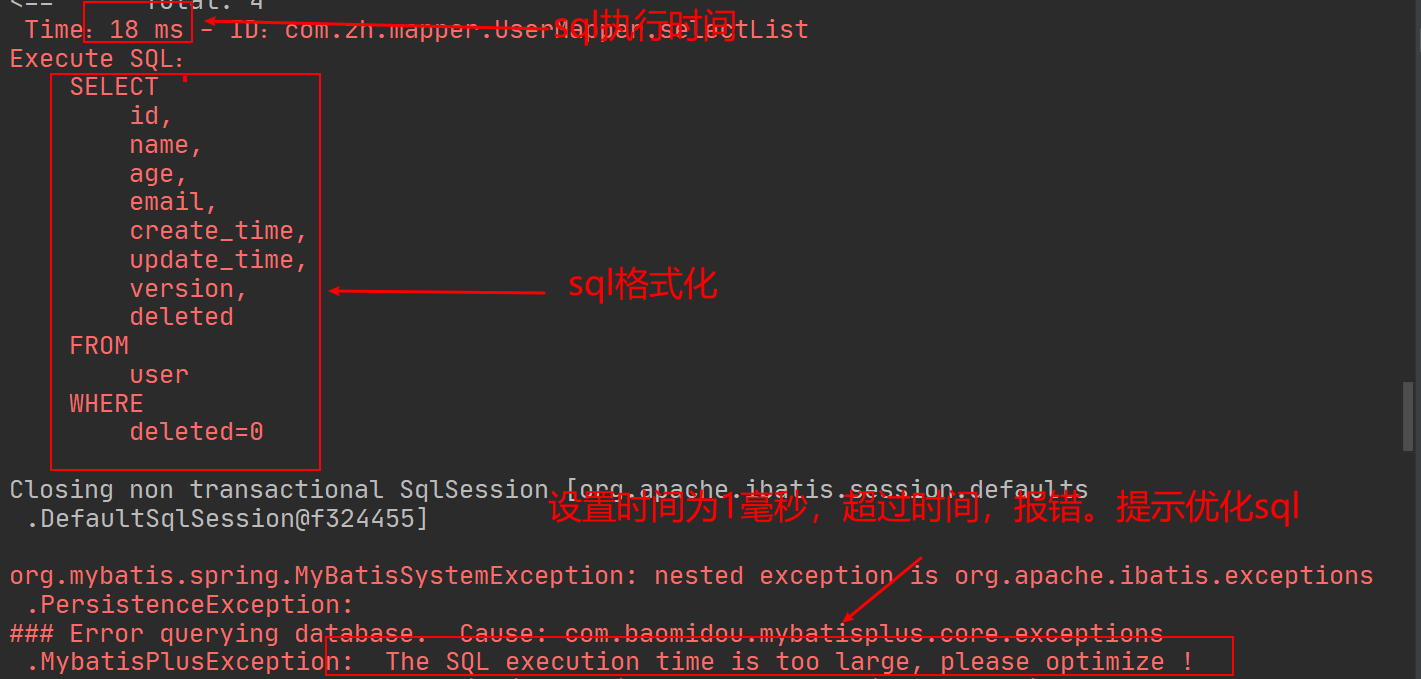 <--      Total: 4
Time：18 ms - ID：com.zh.mapper.UserMapper.selectList
sql执行时间
Execute SQL：
SELECT
id,
name,
age,
email,
create_time,
update_time,
version,
deleted
sql格式化
FROM
user
WHERE
deleted=0
Closing non transactional SqlSession [org.apache.ibatis.session.defaults
.DefaultSqlSession@f324455]
设置时间为1毫秒，超过时间，报错。提示优化sql
org.mybatis.spring.MyBatisSystemException: nested exception is org.apache.ibatis.exceptions
.PersistenceException:
### Error querying database.  Cause: com.baomidou.mybatisplus.core.exceptions
.MybatisPlusException:  The SQL execution time is too large, please optimize !